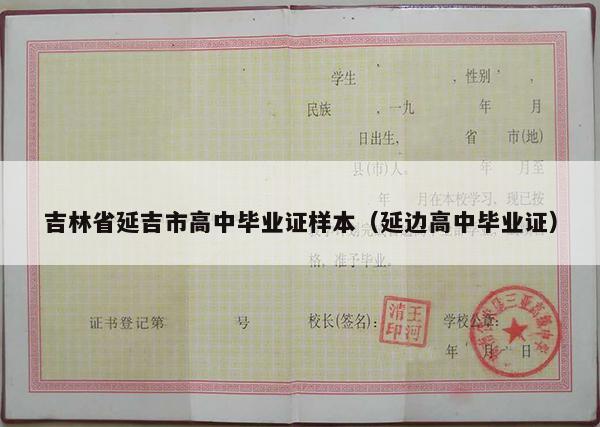 学生　　　，性别　　，
民族　　，一九　　年　　月
日出生，　　省　　市(地)
县(市)人。　　年　　月至
年　　月在本校学习，现已按
吉林省延吉市高中毕业证样本（延边高中毕业证）
格，准予毕业。
证书登记第　　　　号
校长(签名)：
王河清印
学校公章：
年　月　日